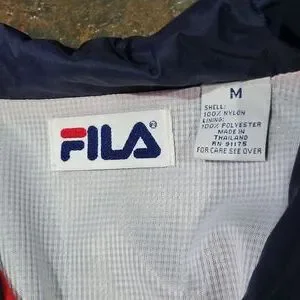 FILA®
M
SHELL:
100% NYLON
LINING:
100% POLYESTER
MADE IN
THAILAND
RN 91175
FOR CARE SEE OVER